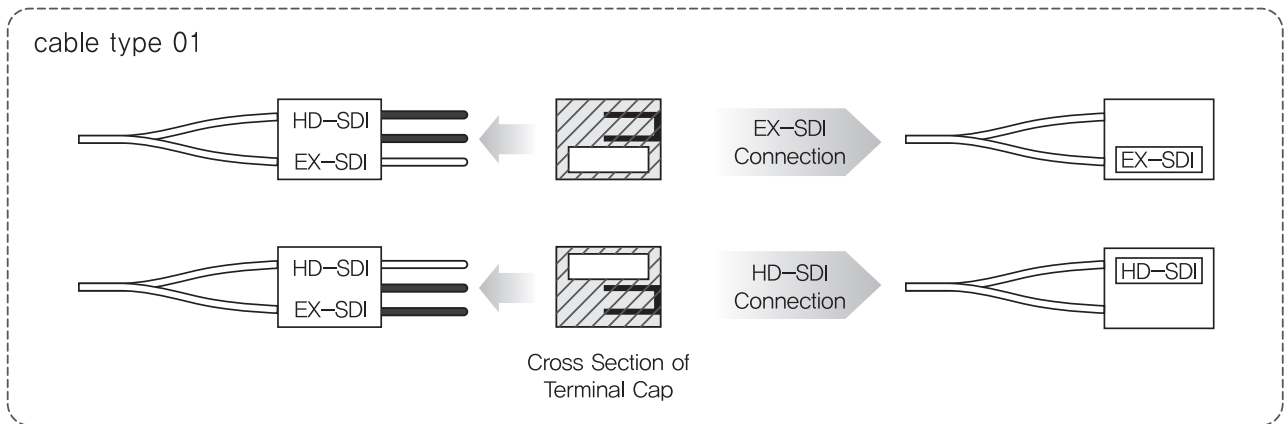 cable type 01
HD-SDI
EX-SDI
EX-SDI
Connection
EX-SDI
HD-SDI
EX-SDI
HD-SDI
Connection
HD-SDI
Cross Section of
Terminal Cap